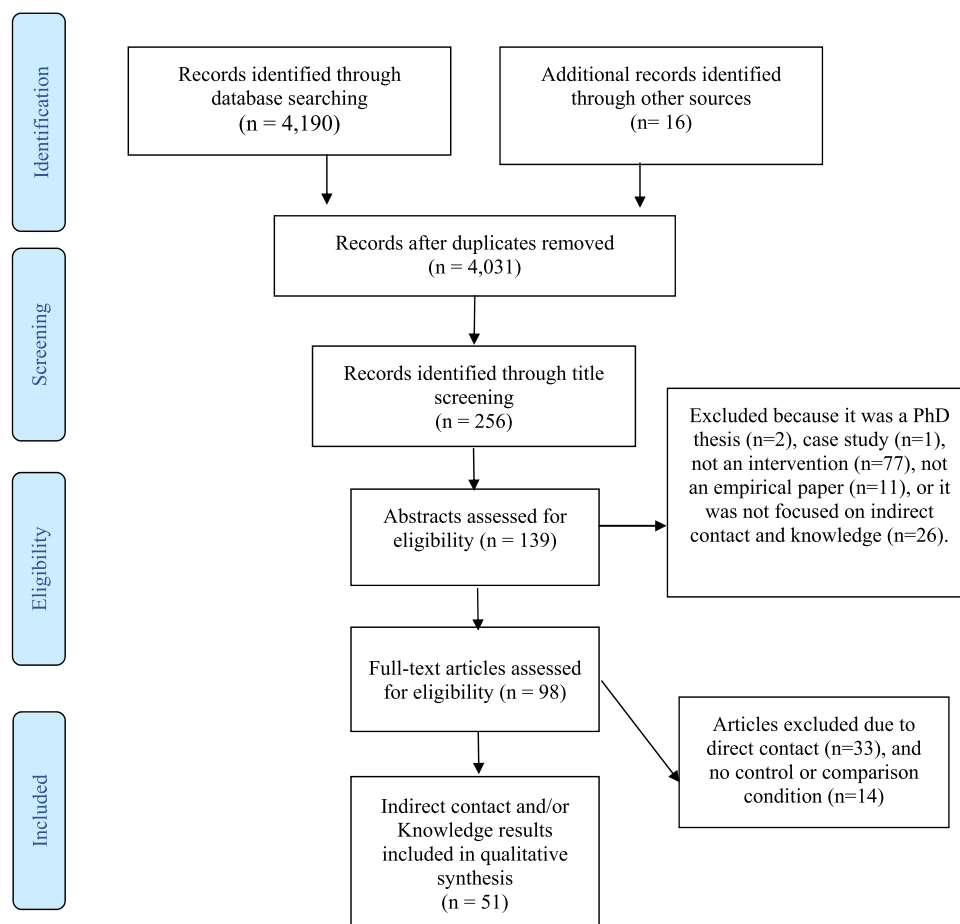 Identification
Records identified through
database searching
(n = 4,190)
Additional records identified
through other sources
(n= 16)
Records after duplicates removed
(n = 4,031)
Screening
Records identified through title
screening
(n = 256)
Excluded because it was a PhD
thesis (n=2), case study (n=1),
not an intervention (n=77), not
an empirical paper (n=11), or it
was not focused on indirect
contact and knowledge (n=26).
Eligibility
Abstracts assessed for
eligibility (n = 139)
Full-text articles assessed
for eligibility (n = 98)
Articles excluded due to
direct contact (n=33), and
no control or comparison
condition (n=14)
Included
Indirect contact and/or
Knowledge results
included in qualitative
synthesis
(n = 51)